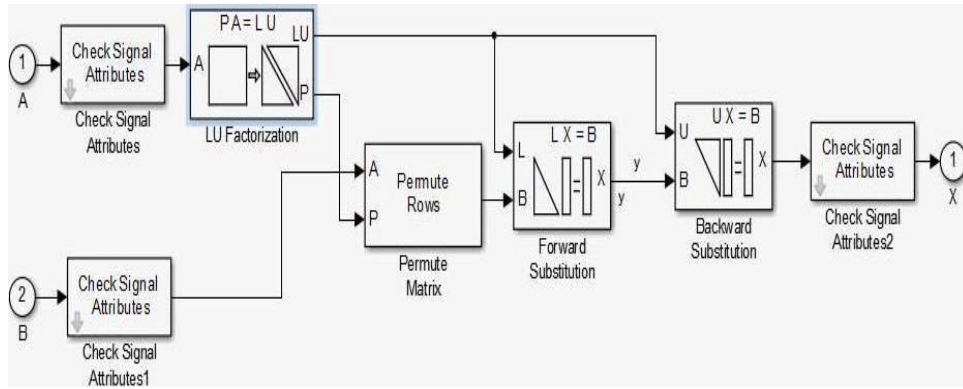 1
A
Check Signal
Attributes
Check Signal
Attributes
PA= LU
A
LU
P
LU Factorization
2
B
Check Signal
Attributes
Check Signal
Attributes1
A
P
Permute
Rows
Permute
Matrix
L X = B
L
B
X
=
Forward
Substitution
y
y
U X = B
U
B
X
=
Backward
Substitution
Check Signal
Attributes
Check Signal
Attributes2
1
X